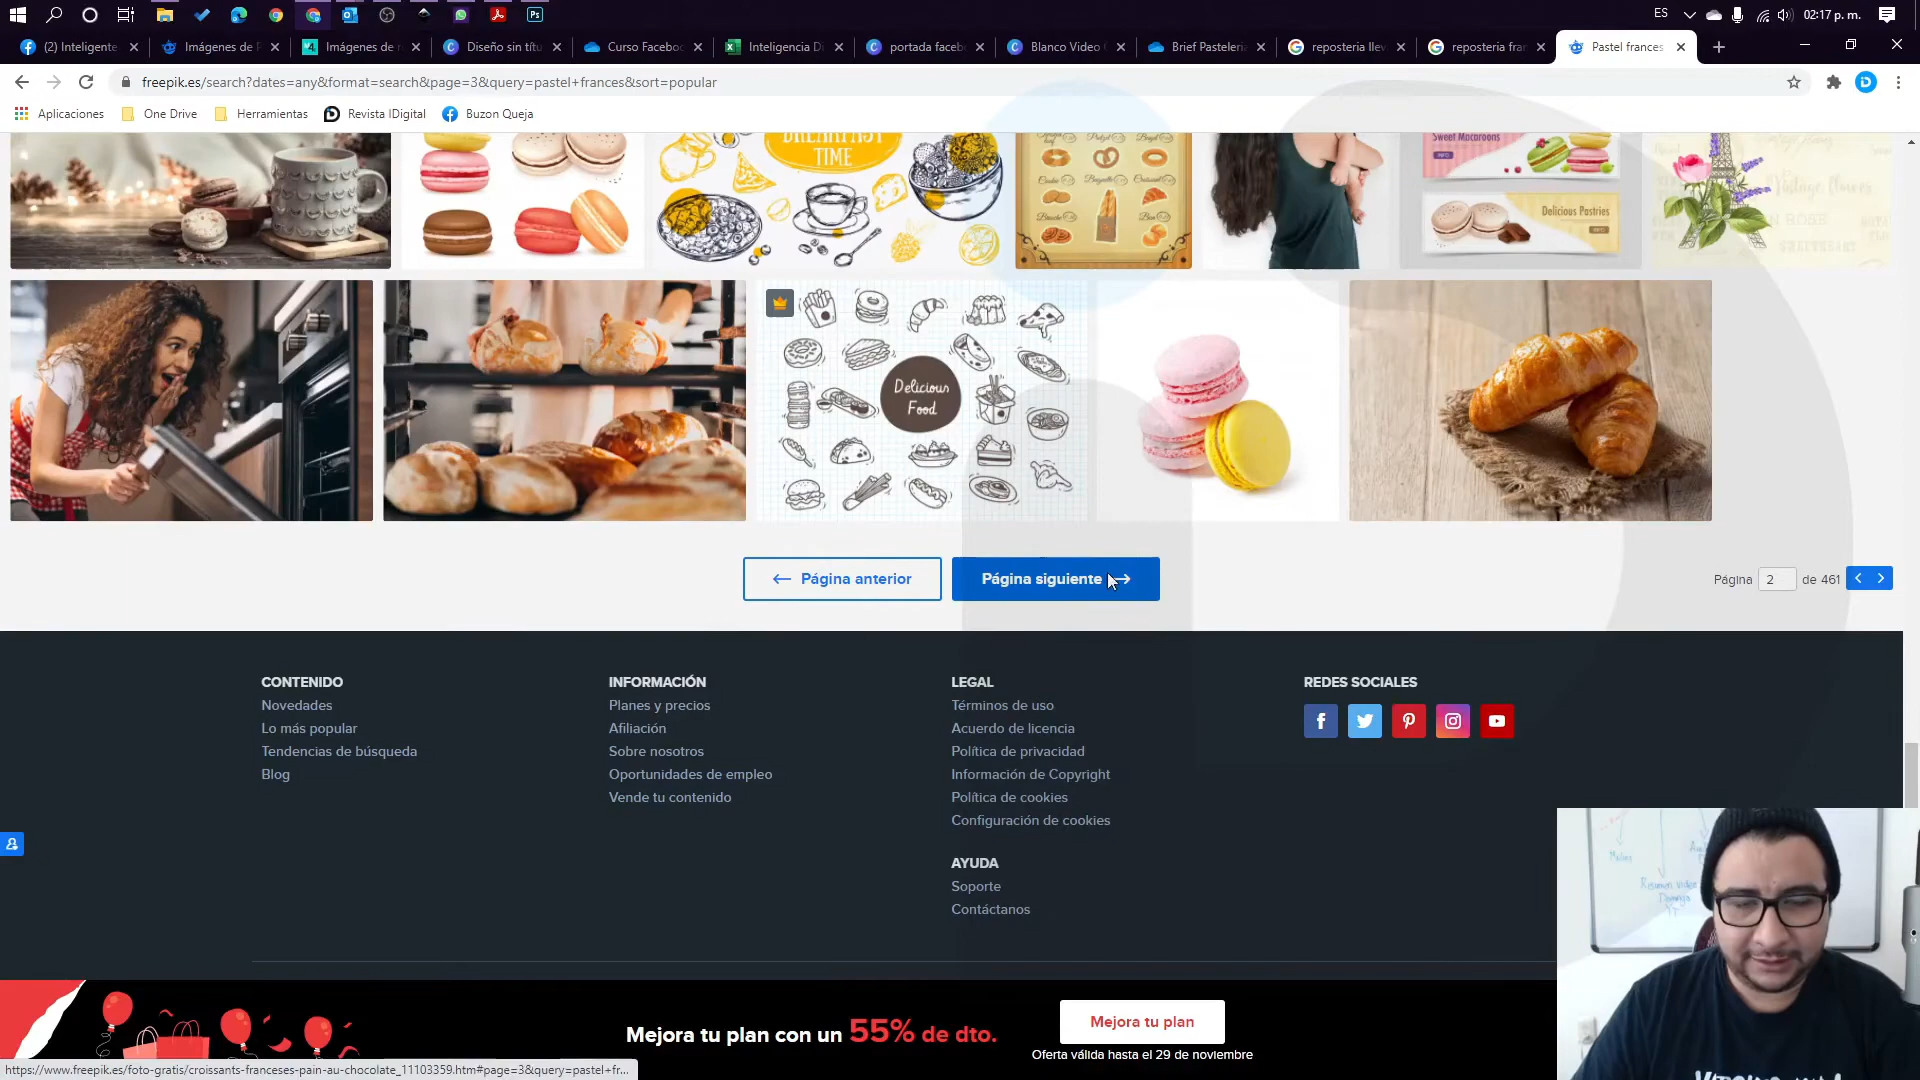 ES
02:17 p. m.
(2) Inteligente
Imágenes de
Imágenes de
Diseño sin títu
Curso Faceboo
Inteligencia Di
portada faceb
Blanco Video
Brief Pasteleri
reposteria llev
reposteria fran
Pastel frances
freepik.es/search?dates=any&format=search&page=3&query=pastel+frances&sort=popular
Aplicaciones
One Drive
Herramientas
Revista IDigital
Buzon Queja
BREAKFAST
TIME
Sweet Macaroons
Delicious
Pastries
Delicious
Food
Página anterior
Página siguiente
Página 2 de 461
CONTENIDO
Novedades
Lo más popular
Tendencias de búsqueda
Blog
INFORMACIÓN
Planes y precios
Afiliación
Sobre nosotros
Oportunidades de empleo
Vende tu contenido
LEGAL
Términos de uso
Acuerdo de licencia
Política de privacidad
Información de Copyright
Política de cookies
Configuración de cookies
AYUDA
Soporte
Contáctanos
REDES SOCIALES
Mejora tu plan con un 55% de dto.
Mejora tu plan
Oferta válida hasta el 29 de noviembre
https://www.freepik.es/foto-gratis/croissants-franceses-pain-au-chocolate_11103359.htm#page=3&query=pastel+fr...